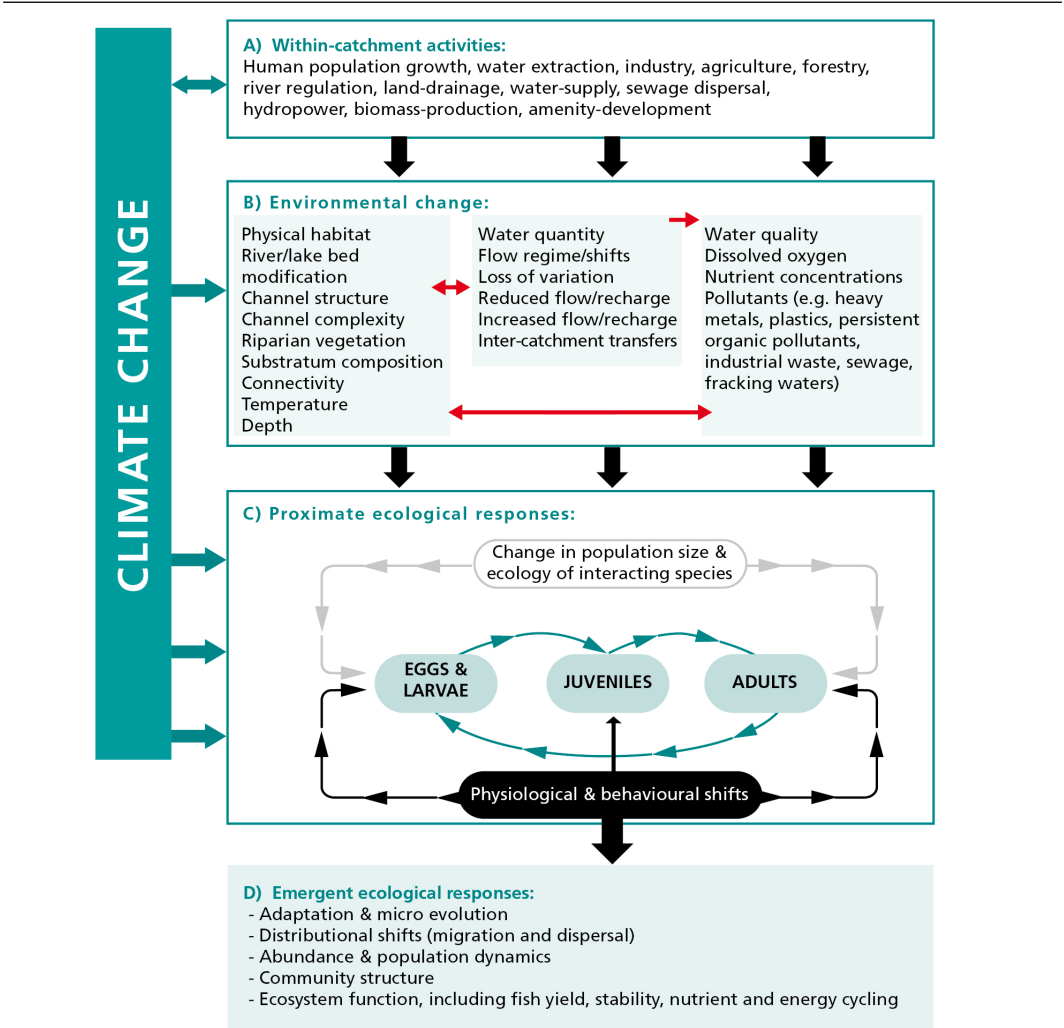 CLIMATE CHANGE
A) Within-catchment activities:
Human population growth, water extraction, industry, agriculture, forestry,
river regulation, land-drainage, water-supply, sewage dispersal,
hydropower, biomass-production, amenity-development
B) Environmental change:
Physical habitat
River/lake bed
modification
Channel structure
Channel complexity
Riparian vegetation
Substratum composition
Connectivity
Temperature
Depth
Water quantity
Flow regime/shifts
Loss of variation
Reduced flow/recharge
Increased flow/recharge
Inter-catchment transfers
Water quality
Dissolved oxygen
Nutrient concentrations
Pollutants (e.g. heavy
metals, plastics, persistent
organic pollutants,
industrial waste, sewage,
fracking waters)
C) Proximate ecological responses:
Change in population size &
ecology of interacting species
EGGS &
LARVAE
JUVENILES
ADULTS
Physiological & behavioural shifts
D) Emergent ecological responses:
- Adaptation & micro evolution
- Distributional shifts (migration and dispersal)
- Abundance & population dynamics
- Community structure
- Ecosystem function, including fish yield, stability, nutrient and energy cycling